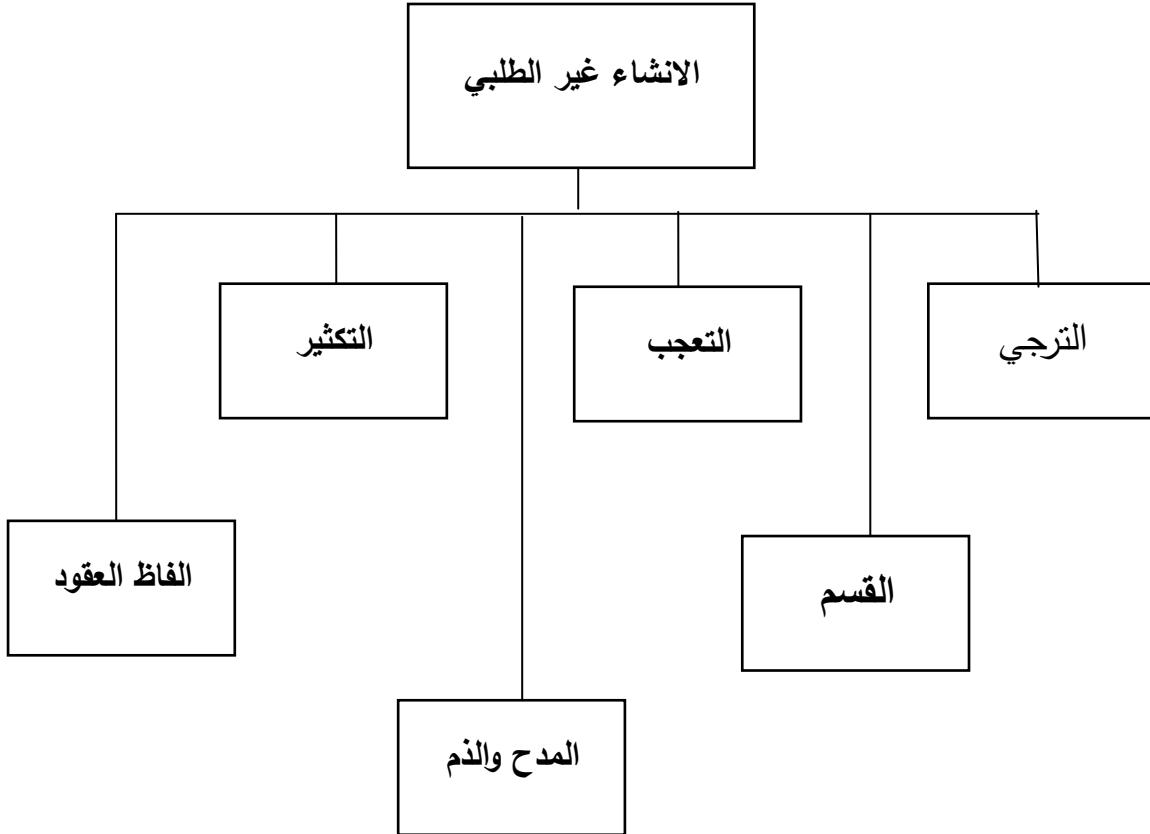 الانشاء غير الطلبي
الترجي
التعجب
التكثير
القسم
الفاظ العقود
المدح والذم